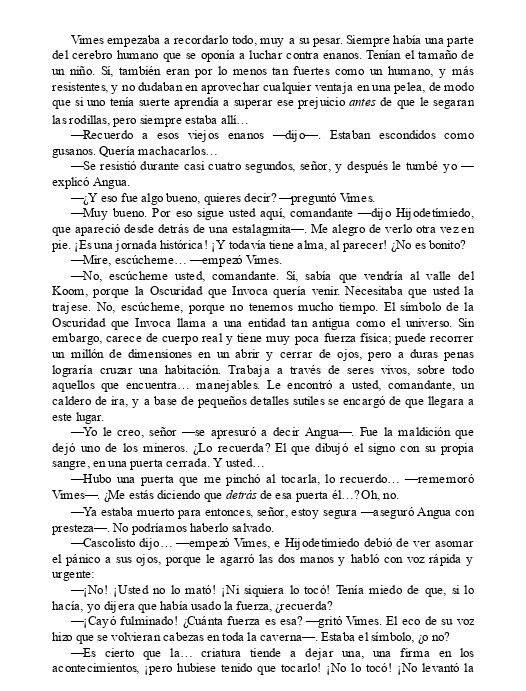 Vimes empezaba a recordarlo todo, muy a su pesar. Siempre había una parte
del cerebro humano que se oponía a luchar contra enanos. Tenían el tamaño de
un niño. Sí, también eran por lo menos tan fuertes como un humano, y más
resistentes, y no dudaban en aprovechar cualquier ventaja en una pelea, de modo
que si uno tenía suerte aprendía a superar ese prejuicio antes de que le segaran
las rodillas, pero siempre estaba allí…
—Recuerdo a esos viejos enanos —dijo—. Estaban escondidos como
gusanos. Quería machacarlos…
—Se resistió durante casi cuatro segundos, señor, y después le tumbé yo —
explicó Angua.
—¿Y eso fue algo bueno, quieres decir? —preguntó Vimes.
—Muy bueno. Por eso sigue usted aquí, comandante —dijo Hijodetímiedo,
que apareció desde detrás de una estalagmita—. Me alegro de verlo otra vez en
pie. ¡Es una jornada histórica! ¡Y todavía tiene alma, al parecer! ¿No es bonito?
—Mire, escúcheme… —empezó Vimes.
—No, escúcheme usted, comandante. Sí, sabía que vendría al valle del
Koom, porque la Oscuridad que Invoca quería venir. Necesitaba que usted la
trajese. No, escúcheme, porque no tenemos mucho tiempo. El símbolo de la
Oscuridad que Invoca llama a una entidad tan antigua como el universo. Sin
embargo, carece de cuerpo real y tiene muy poca fuerza física; puede recorrer
un millón de dimensiones en un abrir y cerrar de ojos, pero a duras penas
lograría cruzar una habitación. Trabaja a través de seres vivos, sobre todo
aquellos que encuentra… manejables. Le encontró a usted, comandante, un
caldero de ira, y a base de pequeños detalles sutiles se encargó de que llegara a
este lugar.
—Yo le creo, señor —se apresuró a decir Angua—. Fue la maldición que
dejó uno de los mineros. ¿Lo recuerda? El que dibujó el signo con su propia
sangre, en una puerta cerrada. Y usted…
—Hubo una puerta que me pinchó al tocarla, lo recuerdo… —rememoró
Vimes—. ¿Me estás diciendo que detrás de esa puerta él…? Oh, no.
—Ya estaba muerto para entonces, señor, estoy segura —aseguró Angua con
presteza—. No podríamos haberlo salvado.
—Cascolisto dijo… —empezó Vimes, e Hijodetímiedo debió de ver asomar
el pánico a sus ojos, porque le agarró las dos manos y habló con voz rápida y
urgente:
—¡No! ¡Usted no lo mató! ¡Ni siquiera lo tocó! Tenía miedo de que, si lo
hacía, yo dijera que había usado la fuerza, ¿recuerda?
—¡Cayó fulminado! ¿Cuánta fuerza es esa? —gritó Vimes. El eco de su voz
hizo que se volvieran cabezas en toda la caverna—. Estaba el símbolo, ¿o no?
—Es cierto que la… criatura tiende a dejar una, una firma en los
acontecimientos, ¡pero hubiese tenido que tocarlo! ¡No lo tocó! ¡No levantó la